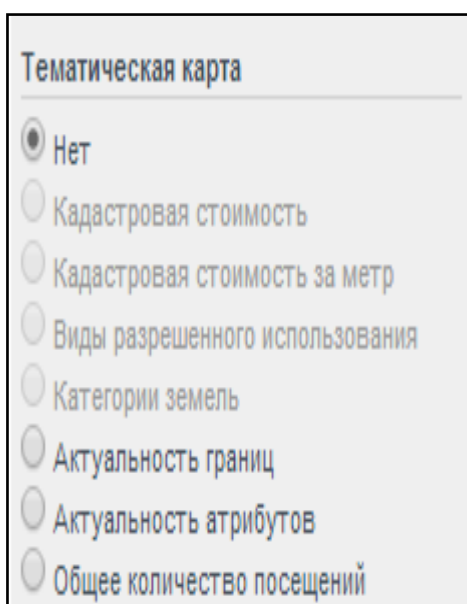 Тематическая карта
Нет
Кадастровая стоимость
Кадастровая стоимость за метр
Виды разрешенного использования
Категории земель
Актуальность границ
Актуальность атрибутов
Общее количество посещений